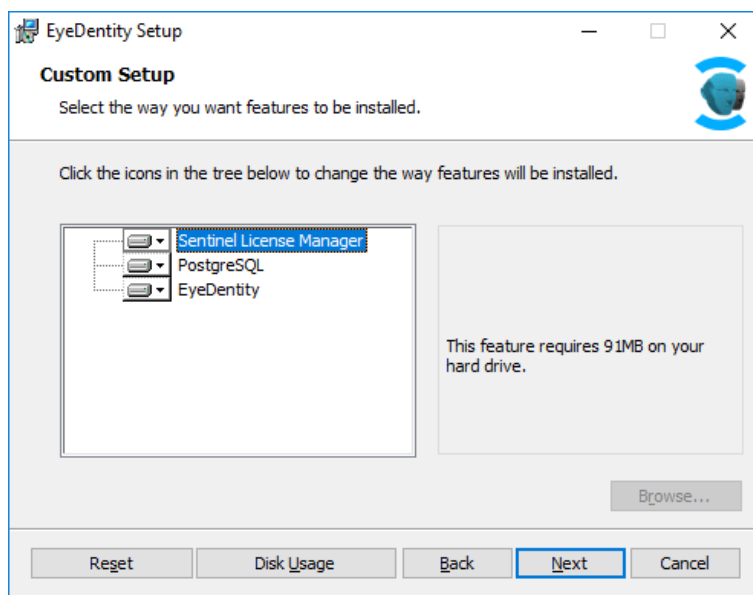 EyeDentity Setup
Custom Setup
Select the way you want features to be installed.
Click the icons in the tree below to change the way features will be installed.
Sentinel License Manager
PostgreSQL
EyeDentity
This feature requires 91MB on your
hard drive.
Browse...
Reset Disk Usage Back Next Cancel